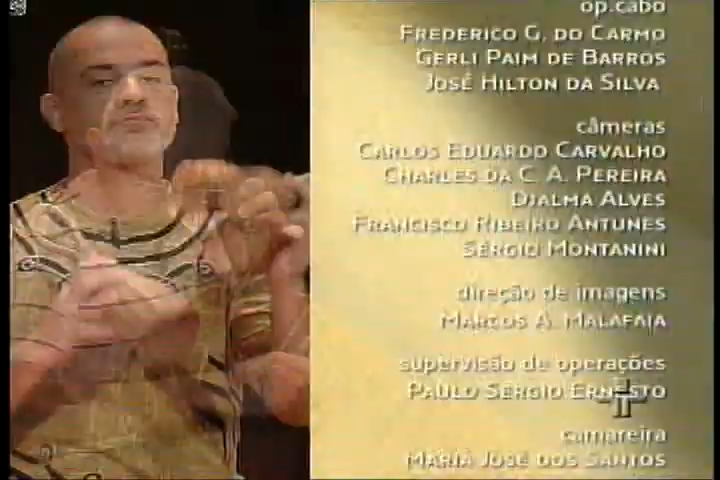 op.cabo
FREDERICO G. DO CARMO
GERLI PAIM DE BARROS
JOSÉ HILTON DA SILVA
câmeras
CARLOS EDUARDO CARVALHO
CHARLES DA C. A. PEREIRA
DJALMA ALVES
FRANCISCO RIBEIRO ANTUNES
SÉRGIO MONTANINI
direção de imagens
MARCOS A. MALAFAIA
supervisão de operações
PAULO SÉRGIO ERNESTO
camareira
MARIA JOSÉ DOS SANTOS